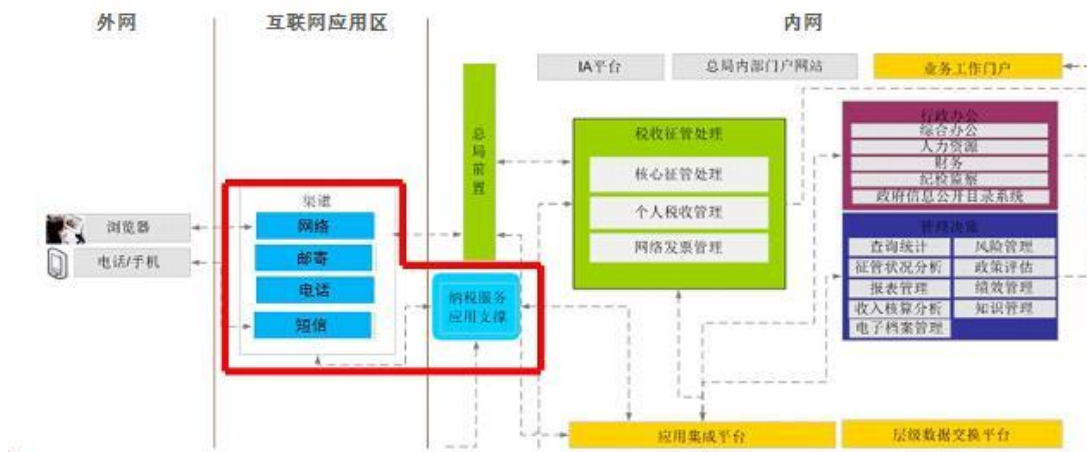 外网
互联网应用区
内网
IA平台
总局内部门户网站
业务工作门户
总局前置
税收征管处理
核心征管处理
个人税收管理
网络发票管理
行政办公
综合办公
人力资源
财务
纪检监察
政府信息公开目录系统
渠道
网络
邮寄
电话
短信
浏览器
电话/手机
纳税服务
应用支撑
管理决策
查询统计
风险管理
征管状况分析
政策评估
报表管理
绩效管理
收入核算分析
知识管理
电子档案管理
应用集成平台
层级数据交换平台